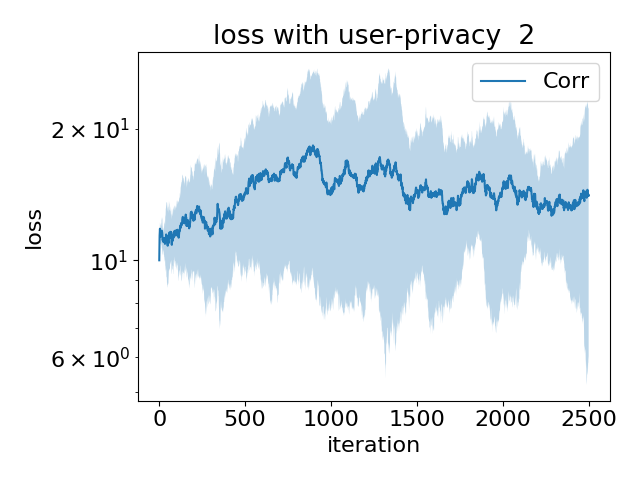 loss with user-privacy  2
Corr
loss
2 × 10¹
10¹
6 × 10⁰
0 500 1000 1500 2000 2500
iteration